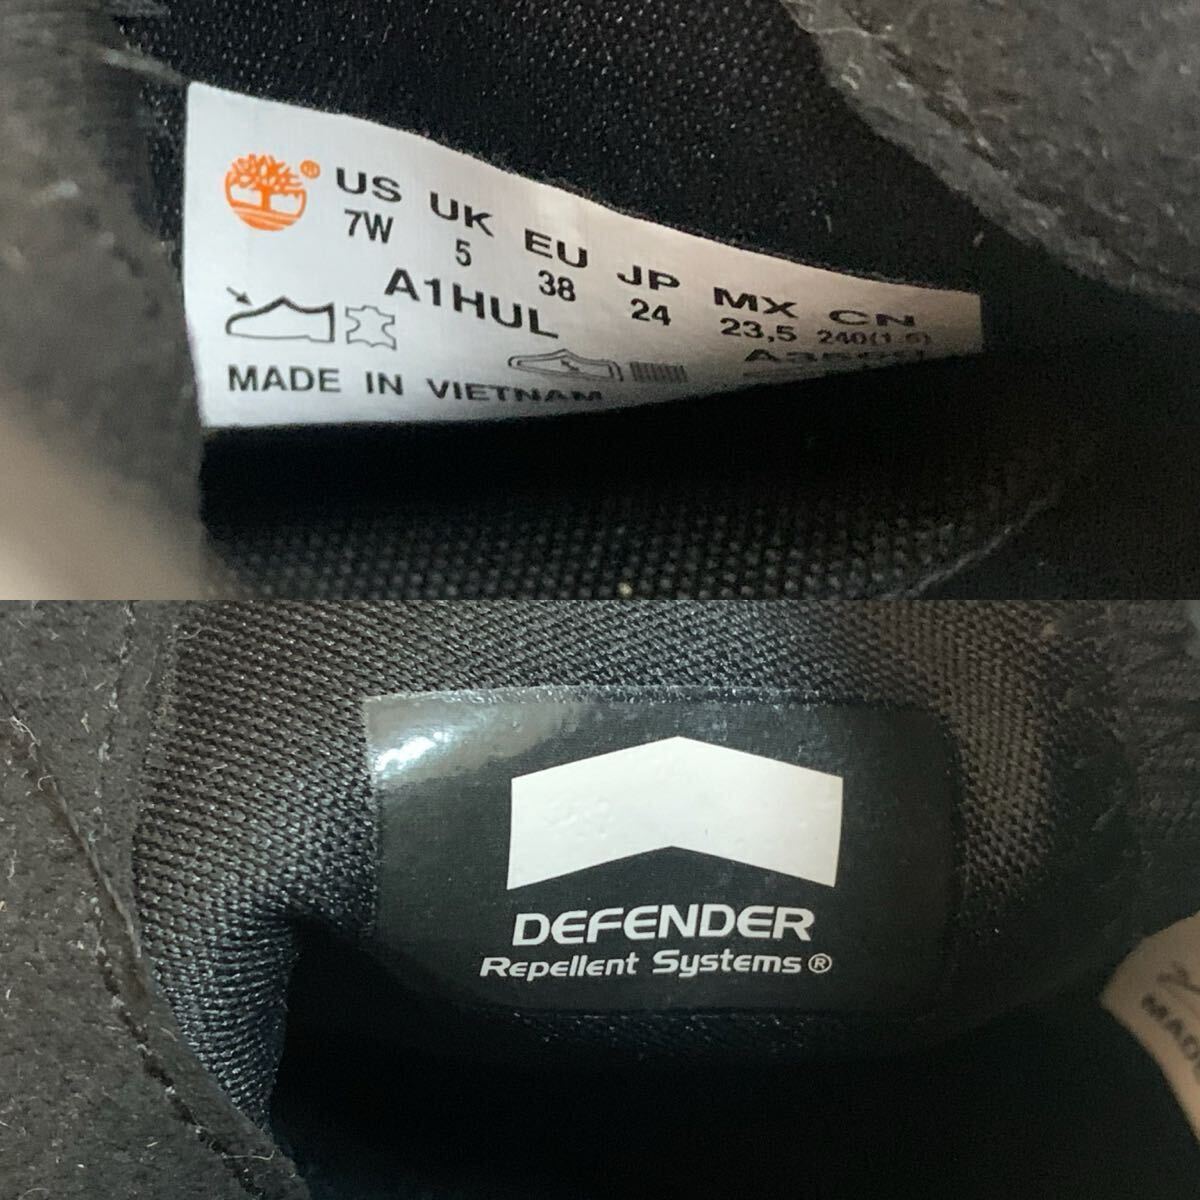 US UK EU JP MX CN
7W 5 38 24 23,5 240(1.5)
A1HUL
MADE IN VIETNAM
DEFENDER
Repellent Systems®
MADE